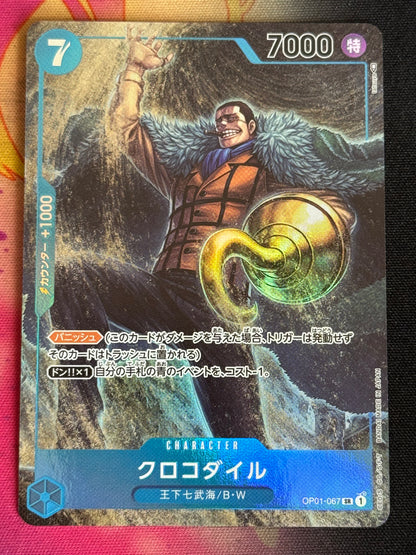 7
7000 特
カウンター +1000
バニッシュ (このカードがダメージを与えた場合、トリガーは発動せず
そのカードはトラッシュに置かれる)
ドン!!×1 自分の手札の青のイベントを、コスト-1。
CHARACTER
クロコダイル
王下七武海/B・W
OP01-067 SR 1